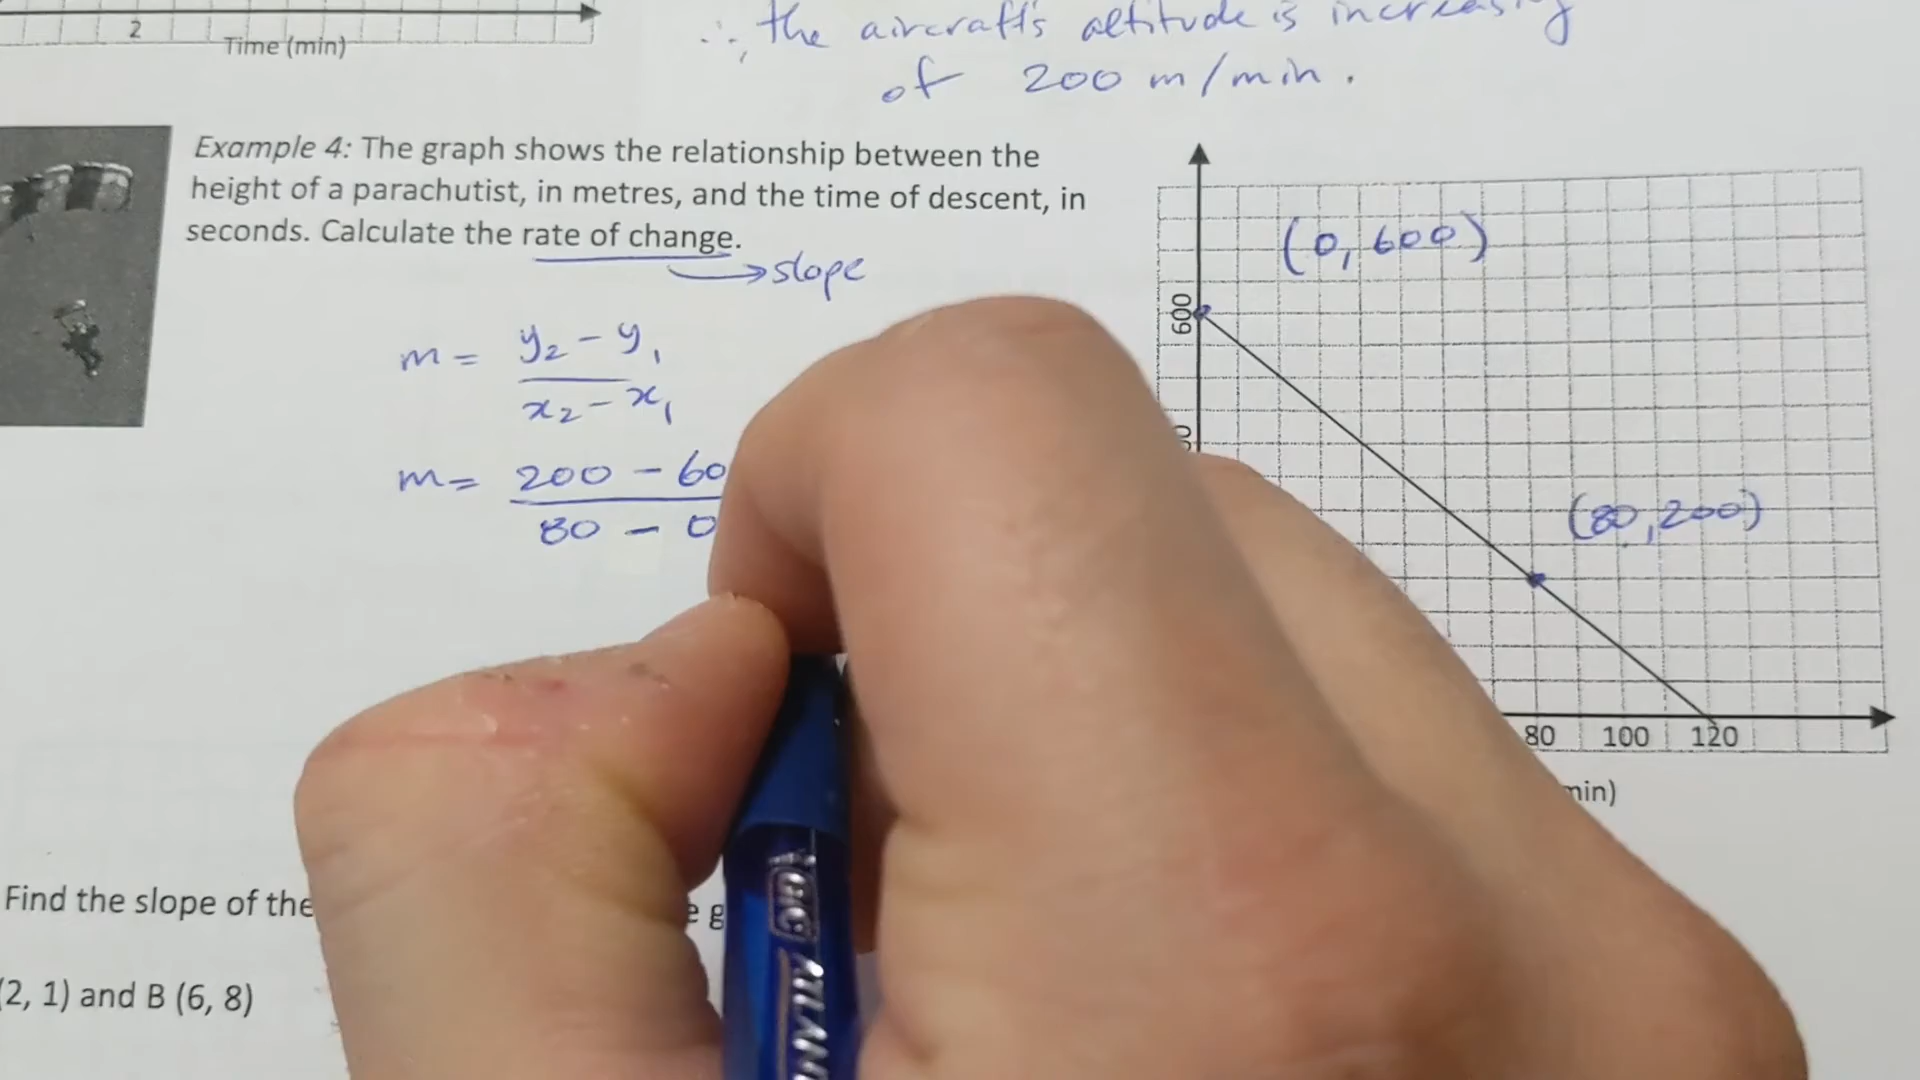 2
Time (min)
∴, the aircraft's altitude is increasing
of 200 m/min.
Example 4: The graph shows the relationship between the
height of a parachutist, in metres, and the time of descent, in
seconds. Calculate the rate of change.
→ slope
m = y₂ - y₁
x₂ - x₁
m = 200 - 60
80 - 0
(0, 600)
600
(80, 200)
80 100 120
Find the slope of the
(2, 1) and B (6, 8)
BIC